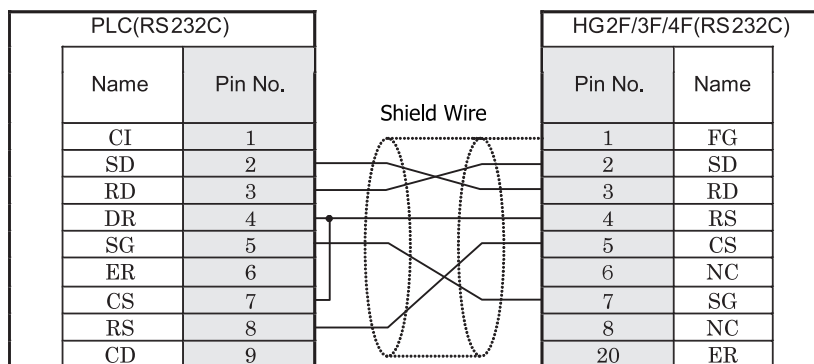 PLC(RS232C) HG2F/3F/4F(RS232C)
Name Pin No. Pin No. Name
Shield Wire
CI 1 1 FG
SD 2 2 SD
RD 3 3 RD
DR 4 4 RS
SG 5 5 CS
ER 6 6 NC
CS 7 7 SG
RS 8 8 NC
CD 9 20 ER